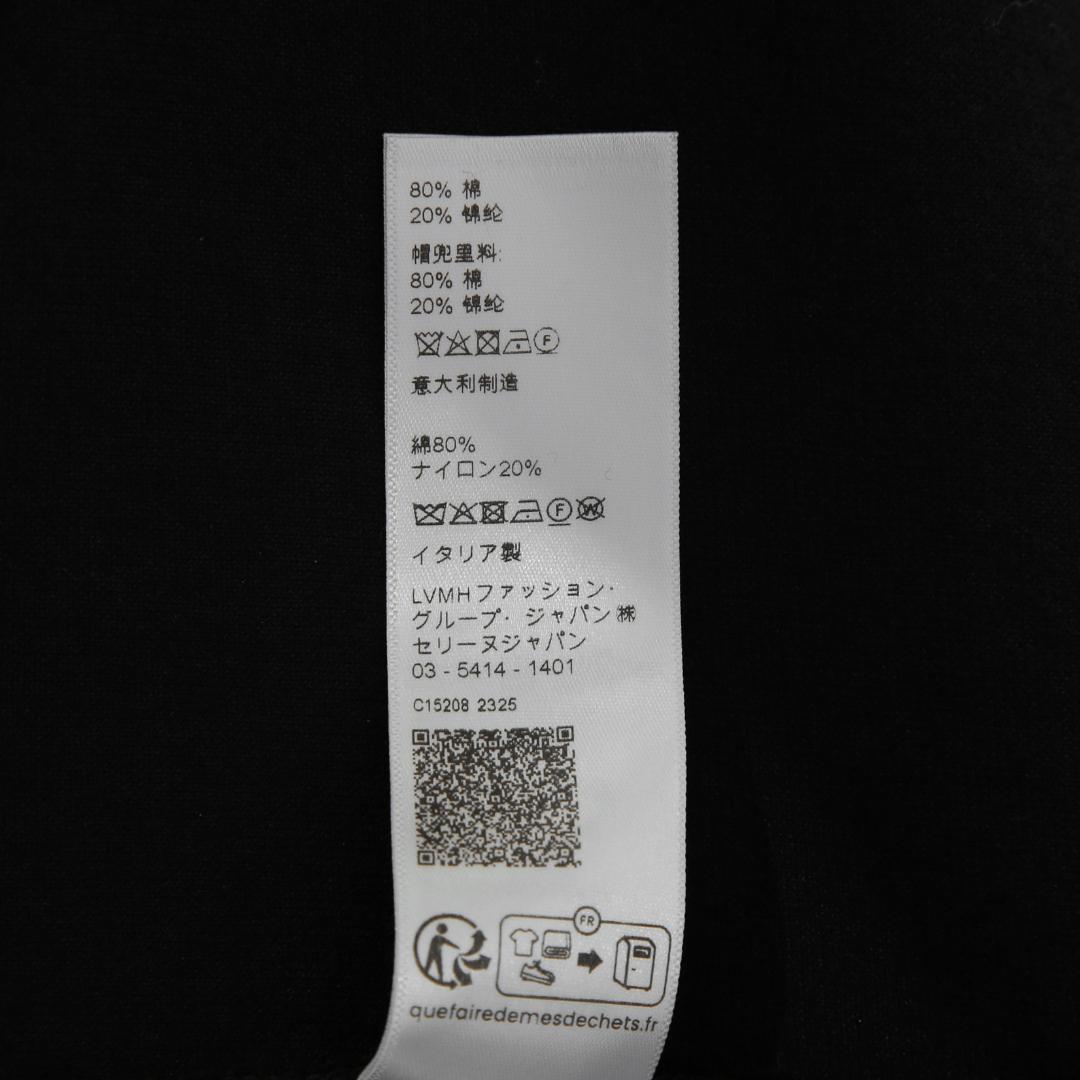 80% 棉
20% 锦纶
帽兜里料:
80% 棉
20% 锦纶
F
意大利制造
綿80%
ナイロン20%
F W
イタリア製
LVMHファッション・
グループ・ジャパン㈱
セリーヌジャパン
03 - 5414 - 1401
C15208 2325
FR
quefairedemesdechets.fr